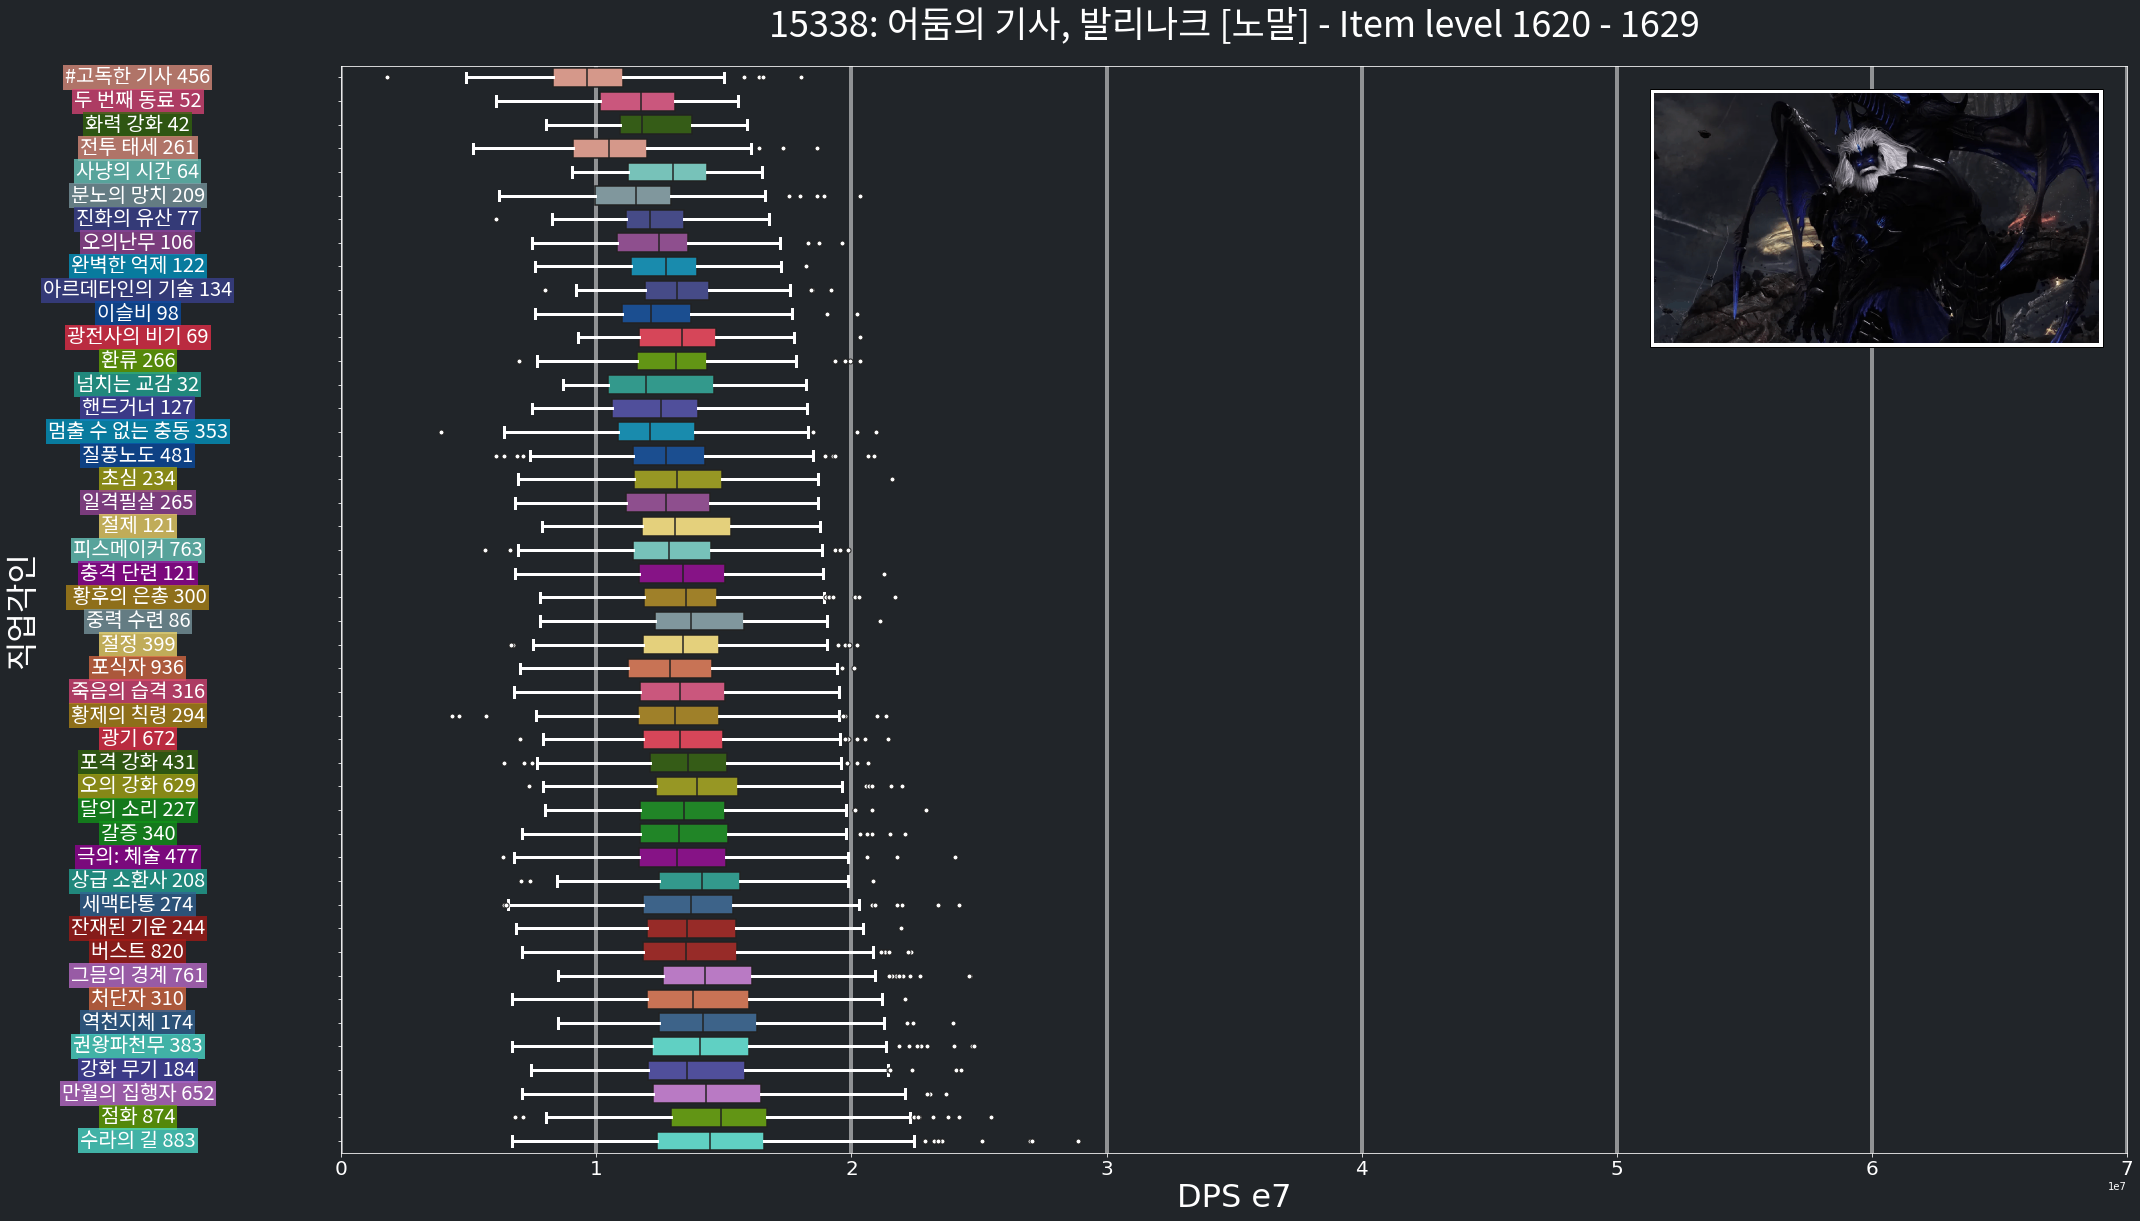 15338: 어둠의 기사, 발리나크 [노말] - Item level 1620 - 1629
직업각인
#고독한 기사 456
두 번째 동료 52
화력 강화 42
전투 태세 261
사냥의 시간 64
분노의 망치 209
진화의 유산 77
오의난무 106
완벽한 억제 122
아르데타인의 기술 134
이슬비 98
광전사의 비기 69
환류 266
넘치는 교감 32
핸드거너 127
멈출 수 없는 충동 353
질풍노도 481
초심 234
일격필살 265
절제 121
피스메이커 763
충격 단련 121
황후의 은총 300
중력 수련 86
절정 399
포식자 936
죽음의 습격 316
황제의 칙령 294
광기 672
포격 강화 431
오의 강화 629
달의 소리 227
갈증 340
극의: 체술 477
상급 소환사 208
세맥타통 274
잔재된 기운 244
버스트 820
그믐의 경계 761
처단자 310
역천지체 174
권왕파천무 383
강화 무기 184
만월의 집행자 652
점화 874
수라의 길 883
0 1 2 3 4 5 6 7
1e7
DPS e7